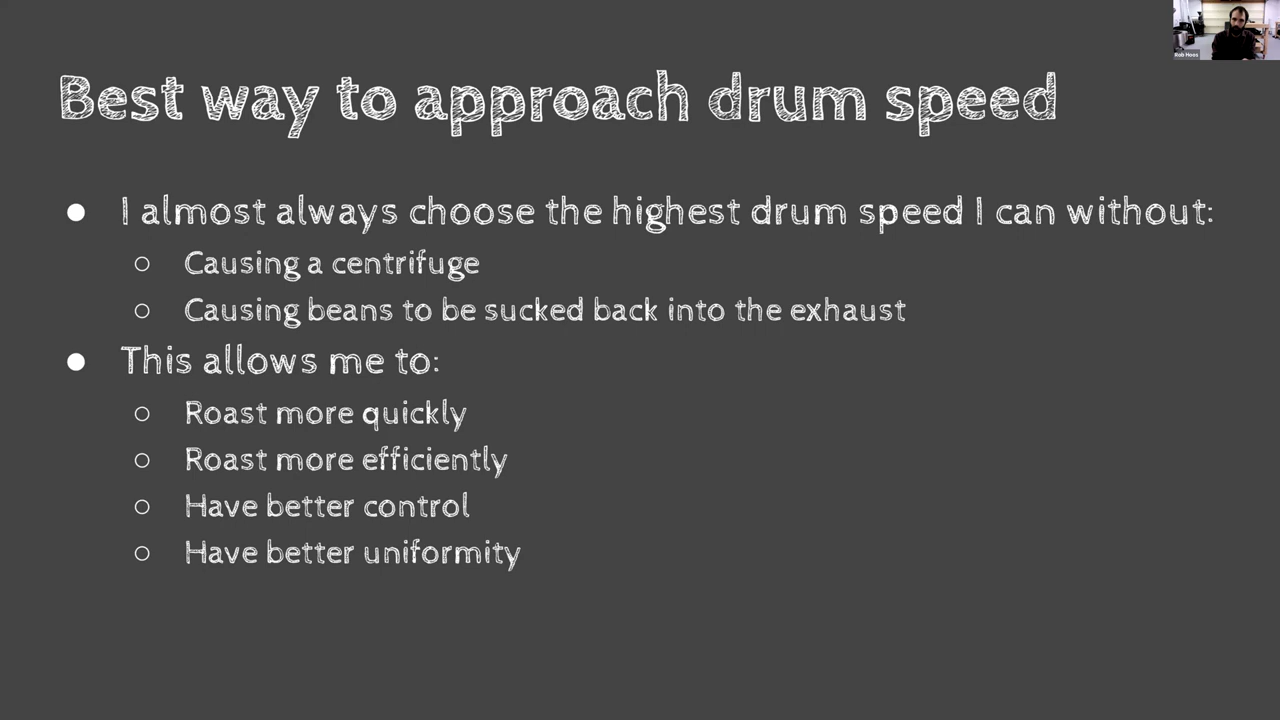 Rob Hoos
Best way to approach drum speed
● I almost always choose the highest drum speed I can without:
○ Causing a centrifuge
○ Causing beans to be sucked back into the exhaust
● This allows me to:
○ Roast more quickly
○ Roast more efficiently
○ Have better control
○ Have better uniformity